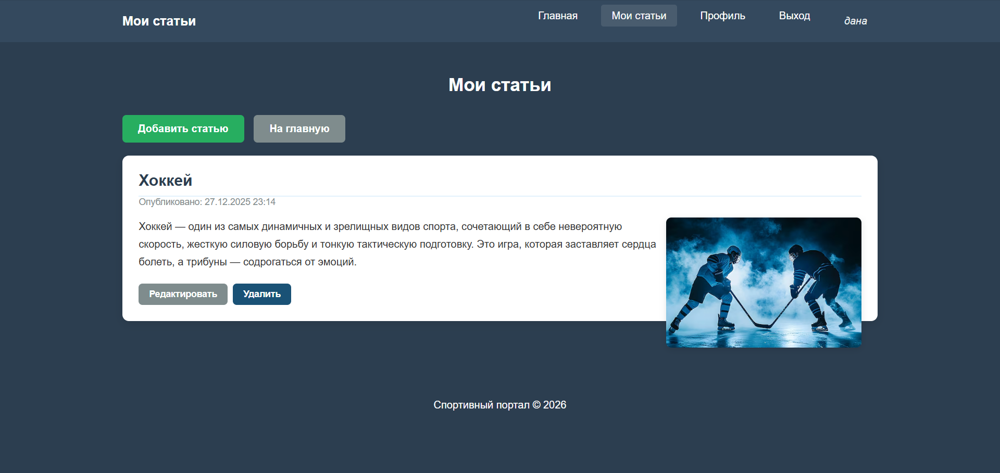 Мои статьи
Главная
Мои статьи
Профиль
Выход
дана
Мои статьи
Добавить статью
На главную
Хоккей
Опубликовано: 27.12.2025 23:14
Хоккей — один из самых динамичных и зрелищных видов спорта, сочетающий в себе невероятную
скорость, жесткую силовую борьбу и тонкую тактическую подготовку. Это игра, которая заставляет сердца
болеть, а трибуны — содрогаться от эмоций.
Редактировать
Удалить
Спортивный портал © 2026